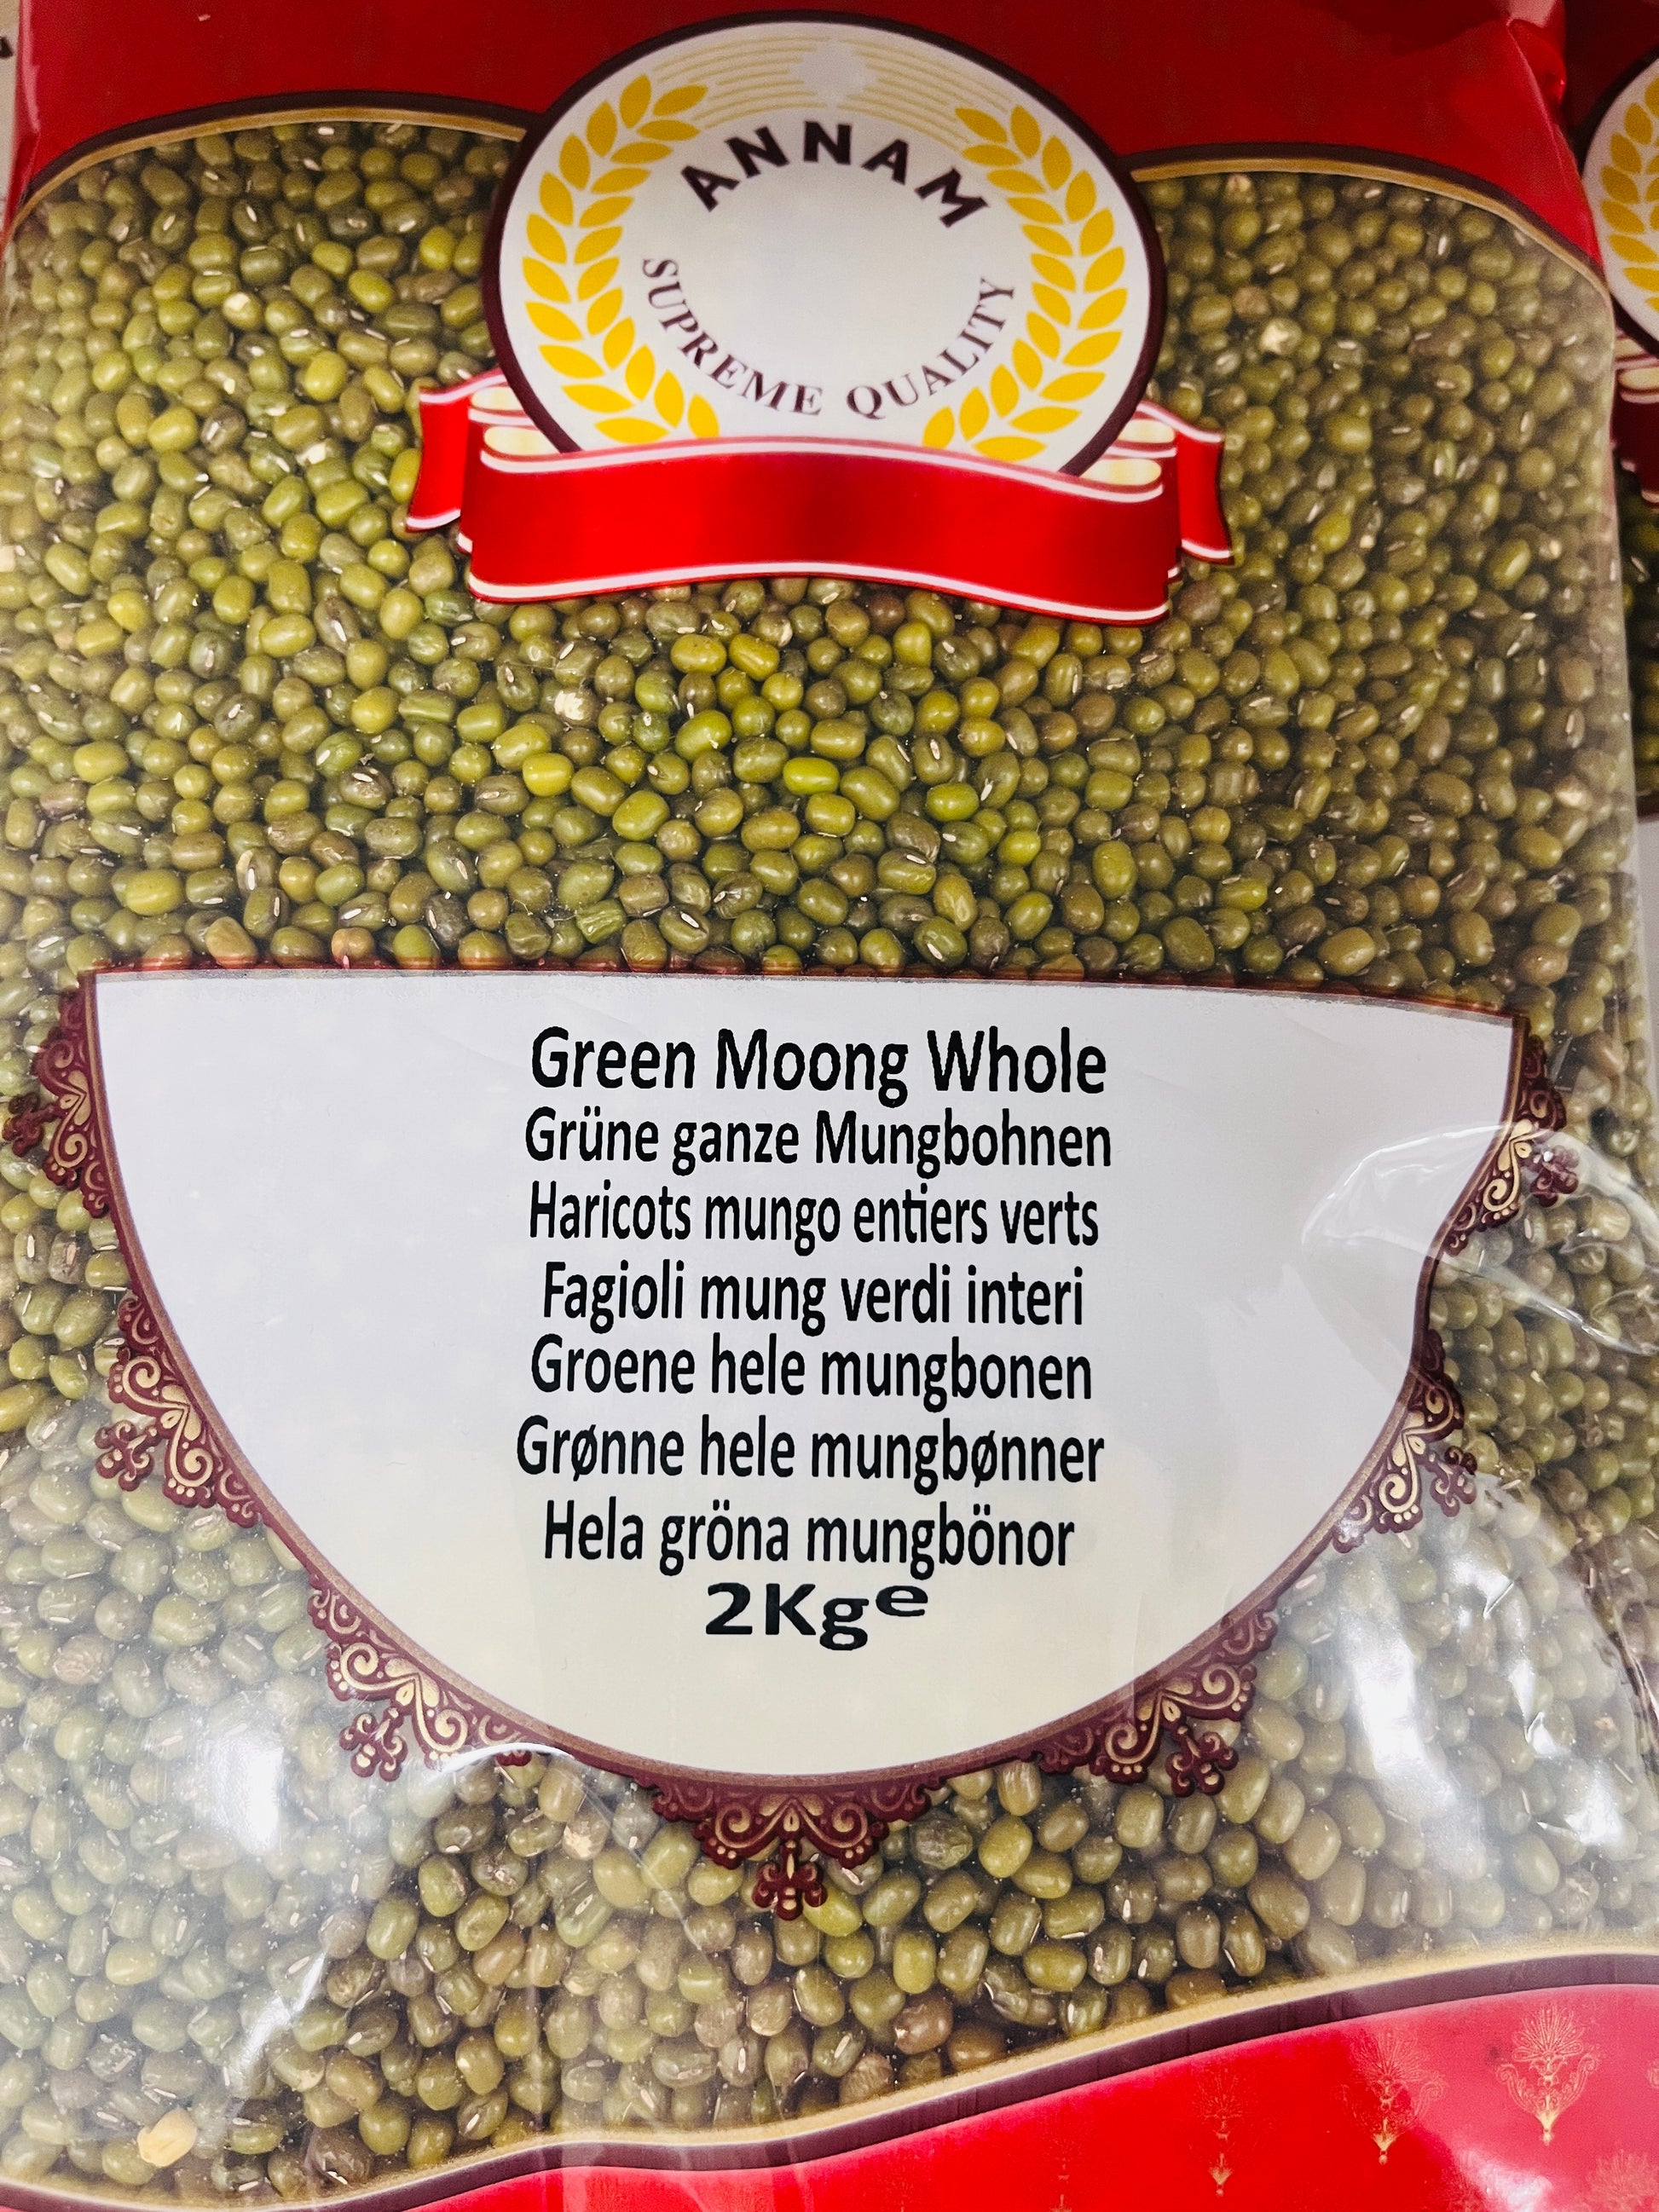 ANNAM
SUPREME QUALITY
Green Moong Whole
Grüne ganze Mungbohnen
Haricots mungo entiers verts
Fagioli mung verdi interi
Groene hele mungbonen
Grønne hele mungbønner
Hela gröna mungbönor
2Kge